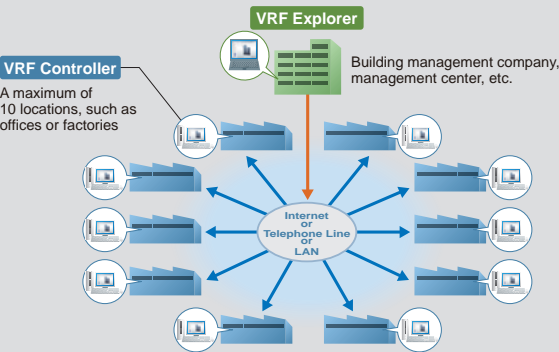 VRF Explorer
VRF Controller
Building management company,
management center, etc.
A maximum of
10 locations, such as
offices or factories
Internet
or
Telephone Line
or
LAN